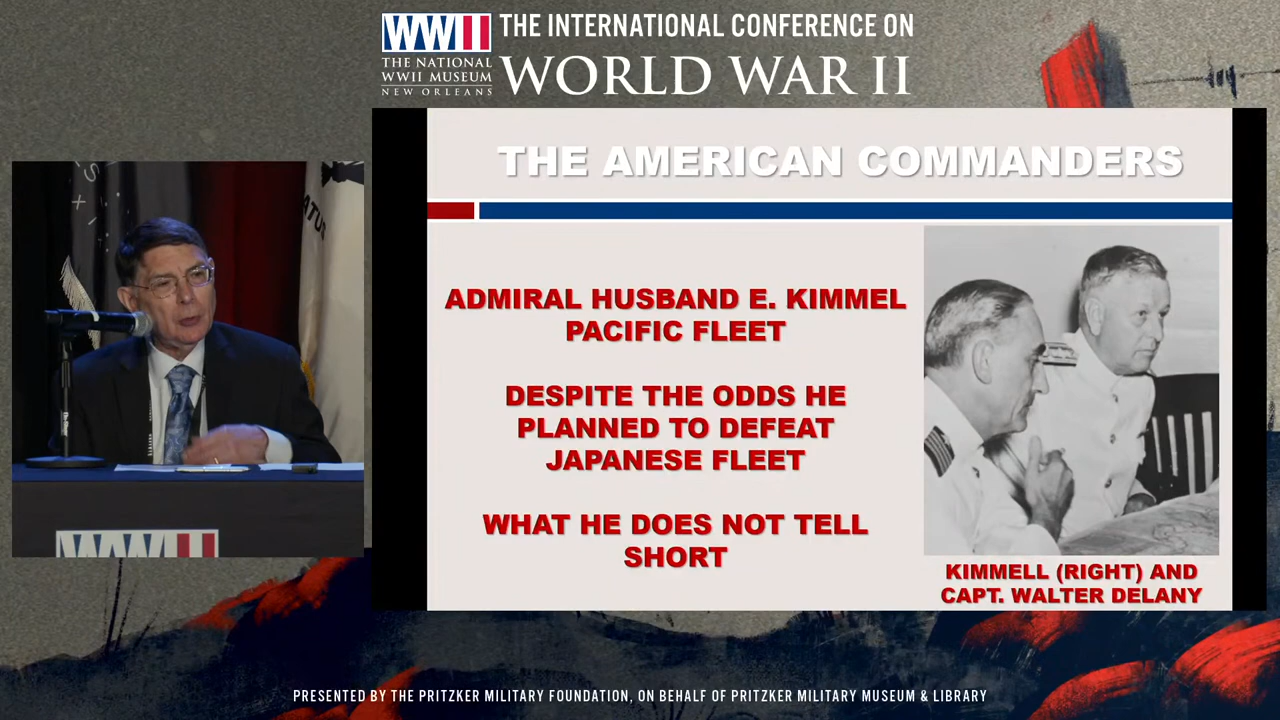 WWII
THE NATIONAL
WWII MUSEUM
NEW ORLEANS
THE INTERNATIONAL CONFERENCE ON
WORLD WAR II
THE AMERICAN COMMANDERS
ADMIRAL HUSBAND E. KIMMEL
PACIFIC FLEET
DESPITE THE ODDS HE
PLANNED TO DEFEAT
JAPANESE FLEET
WHAT HE DOES NOT TELL
SHORT
KIMMELL (RIGHT) AND
CAPT. WALTER DELANY
WWII
PRESENTED BY THE PRITZKER MILITARY FOUNDATION, ON BEHALF OF PRITZKER MILITARY MUSEUM & LIBRARY